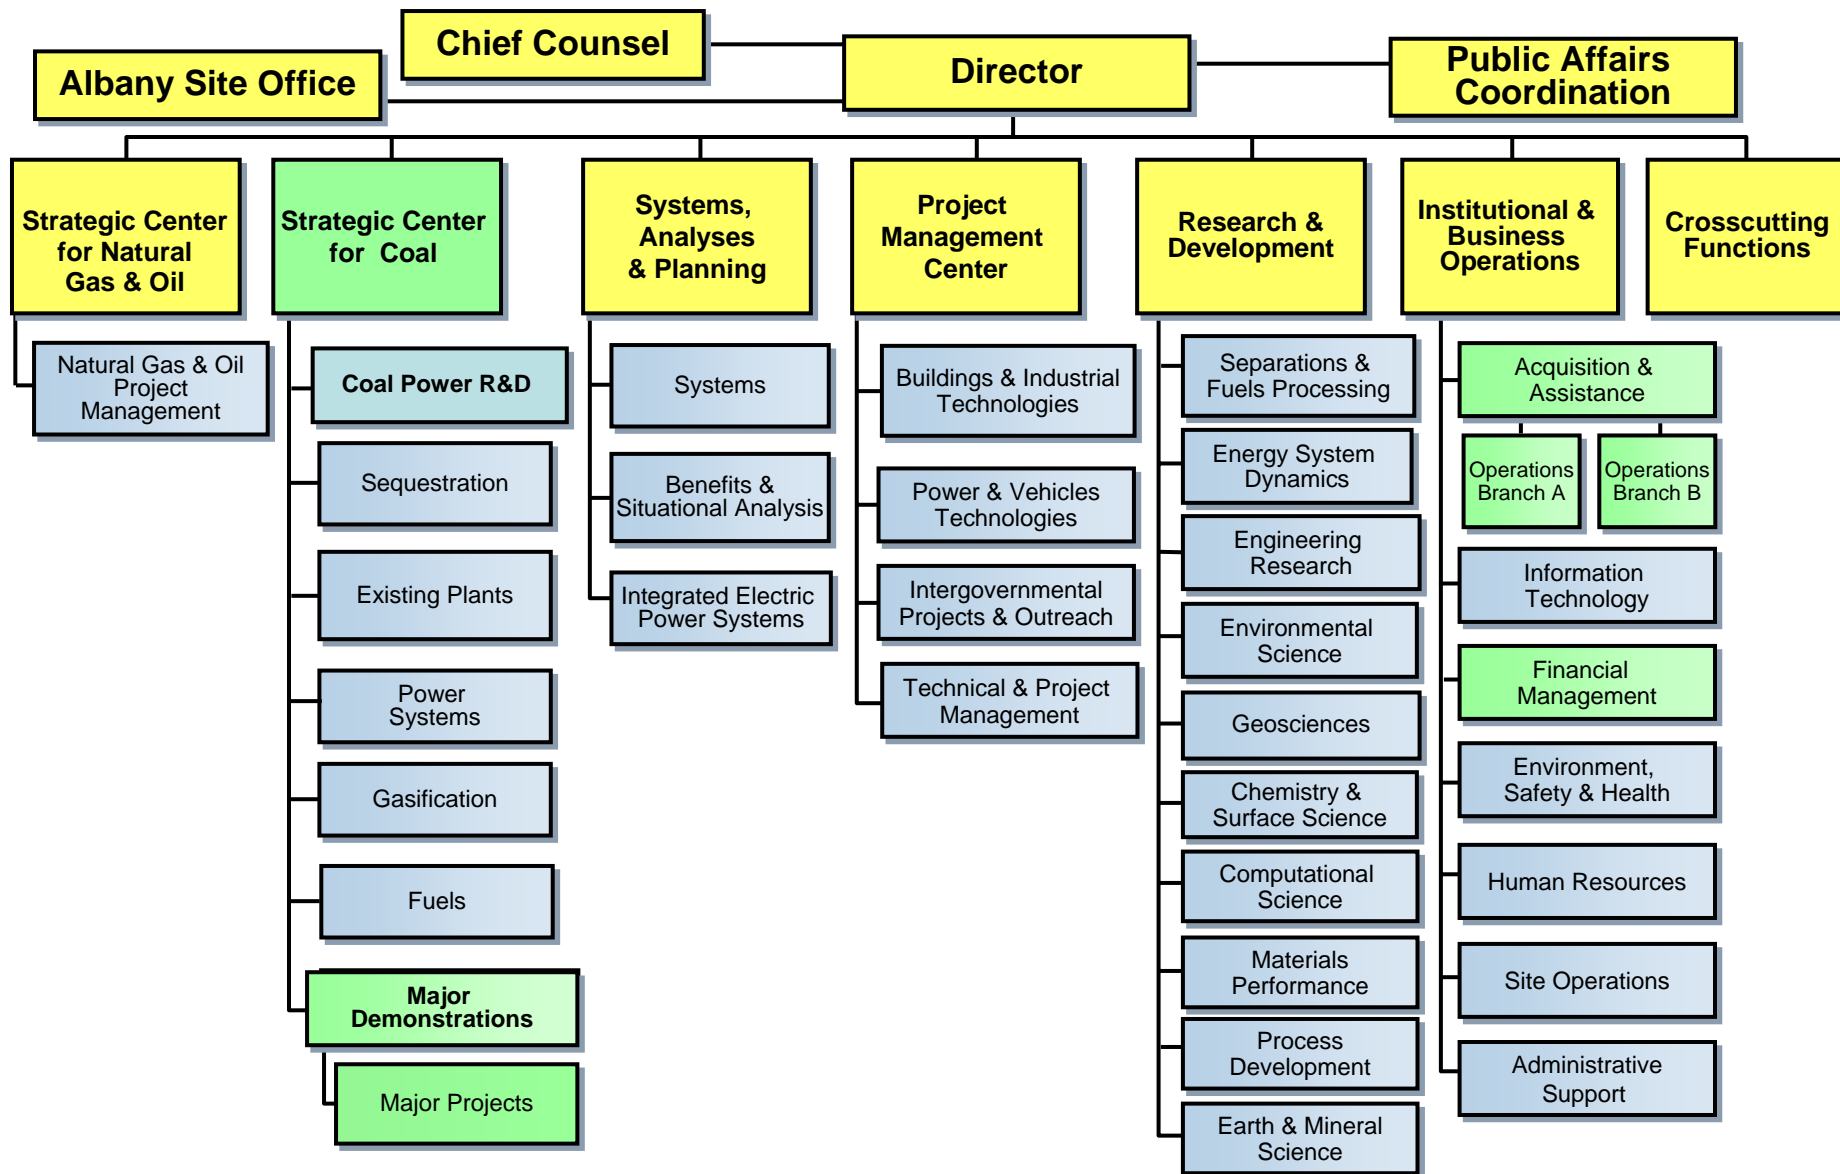 Chief Counsel
Albany Site Office
Director
Public Affairs
Coordination
Strategic Center
for Natural
Gas & Oil
Natural Gas & Oil
Project
Management
Strategic Center
for Coal
Coal Power R&D
Sequestration
Existing Plants
Power
Systems
Gasification
Fuels
Major
Demonstrations
Major Projects
Systems,
Analyses
& Planning
Systems
Benefits &
Situational Analysis
Integrated Electric
Power Systems
Project
Management
Center
Buildings & Industrial
Technologies
Power & Vehicles
Technologies
Intergovernmental
Projects & Outreach
Technical & Project
Management
Research &
Development
Separations &
Fuels Processing
Energy System
Dynamics
Engineering
Research
Environmental
Science
Geosciences
Chemistry &
Surface Science
Computational
Science
Materials
Performance
Process
Development
Earth & Mineral
Science
Institutional &
Business
Operations
Acquisition &
Assistance
Operations
Branch A
Operations
Branch B
Information
Technology
Financial
Management
Environment,
Safety & Health
Human Resources
Site Operations
Administrative
Support
Crosscutting
Functions